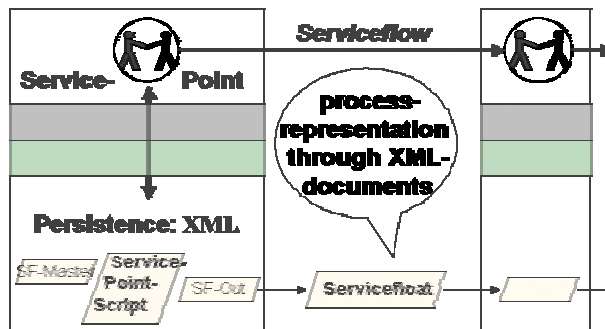 Serviceflow
Service- Point
process-
representation
through XML-
documents
Persistence: XML
SF-Master
Service-
Point-
Script
SF-Out
Servicefloat